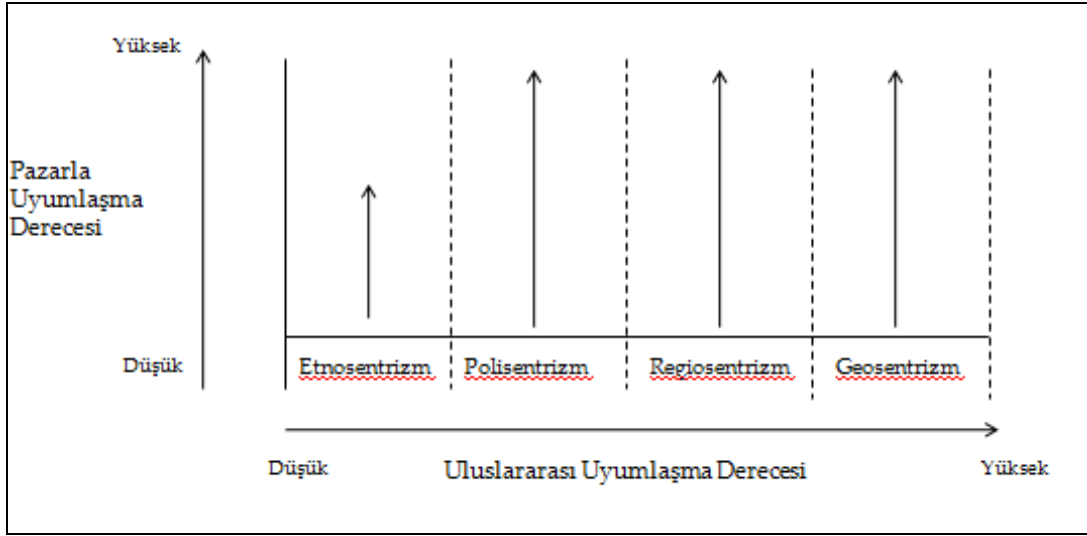 Yüksek
Pazarla
Uyumlaşma
Derecesi
Düşük
Etnosentrizm
Polisentrizm
Regiosentrizm
Geosentrizm
Düşük
Uluslararası Uyumlaşma Derecesi
Yüksek